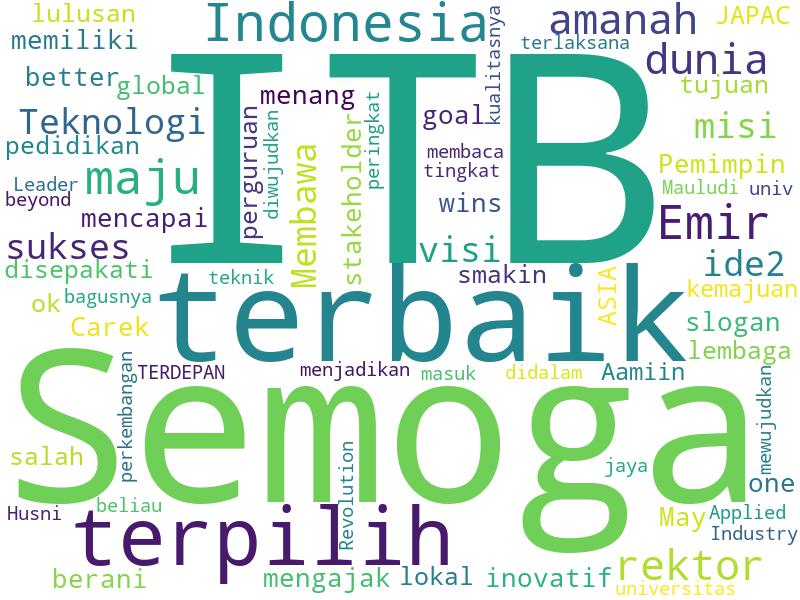 lulusan
Indonesia
kualitasnya
amanah
JAPAC
memiliki
terlaksana
dunia
better
global
ITB
tujuan
menang
goal
Teknologi
perguruan
diwujudkan
peringkat
misi
pedidikan
Membawa
stakeholder
membaca
tingkat
Pemimpin
Leader
maju
Mauludi
univ
beyond
mencapai
wins
Emir
sukses
visi
ide2
disepakati
teknik
smakin
ASIA
kemajuan
ok
bagusnya
terbaik
Carek
slogan
lembaga
perkembangan
TERDEPAN
menjadikan
masuk
didalam
Aamiin
mewujudkan
Semoga
salah
jaya
one
Husni
beliau
Revolution
May
Applied
terpilih
Industry
berani
mengajak
lokal
inovatif
rektor
universitas